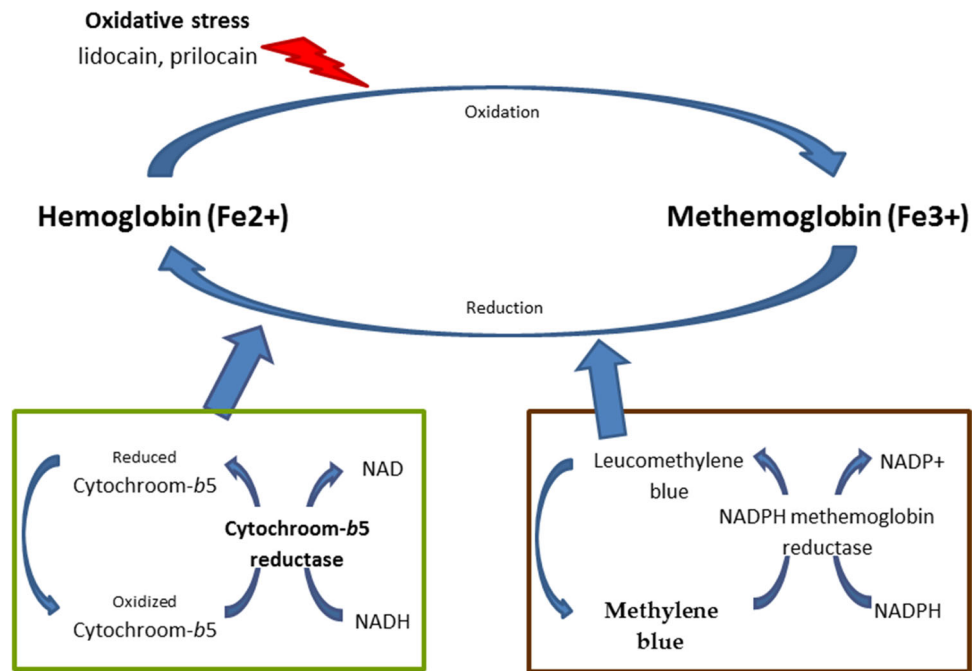 Oxidative stress
lidocain, prilocain
Oxidation
Hemoglobin (Fe2+)
Methemoglobin (Fe3+)
Reduction
Reduced
Cytochroom-b5
NAD
Cytochroom-b5
reductase
Oxidized
Cytochroom-b5
NADH
Leucomethylene
blue
NADP+
NADPH methemoglobin
reductase
Methylene
blue
NADPH